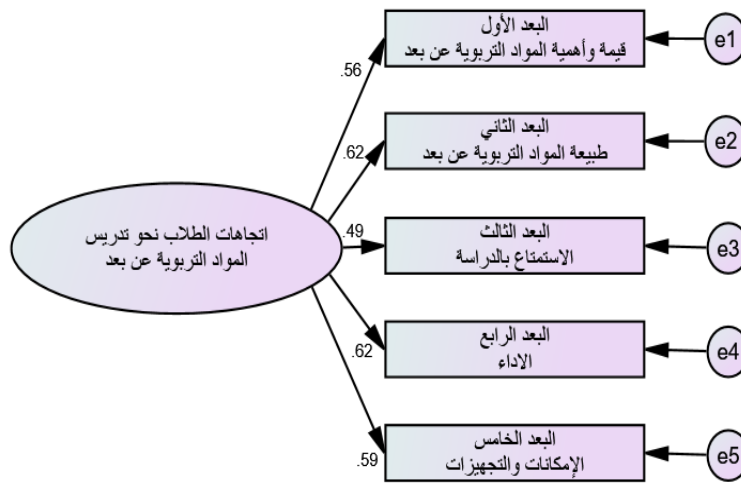 البعد الأول
قيمة وأهمية المواد التربوية عن بعد
e1
.56
البعد الثاني
طبيعة المواد التربوية عن بعد
e2
.62
اتجاهات الطلاب نحو تدريس
المواد التربوية عن بعد
.49
البعد الثالث
الاستمتاع بالدراسة
e3
.62
البعد الرابع
الاداء
e4
.59
البعد الخامس
الإمكانات والتجهيزات
e5